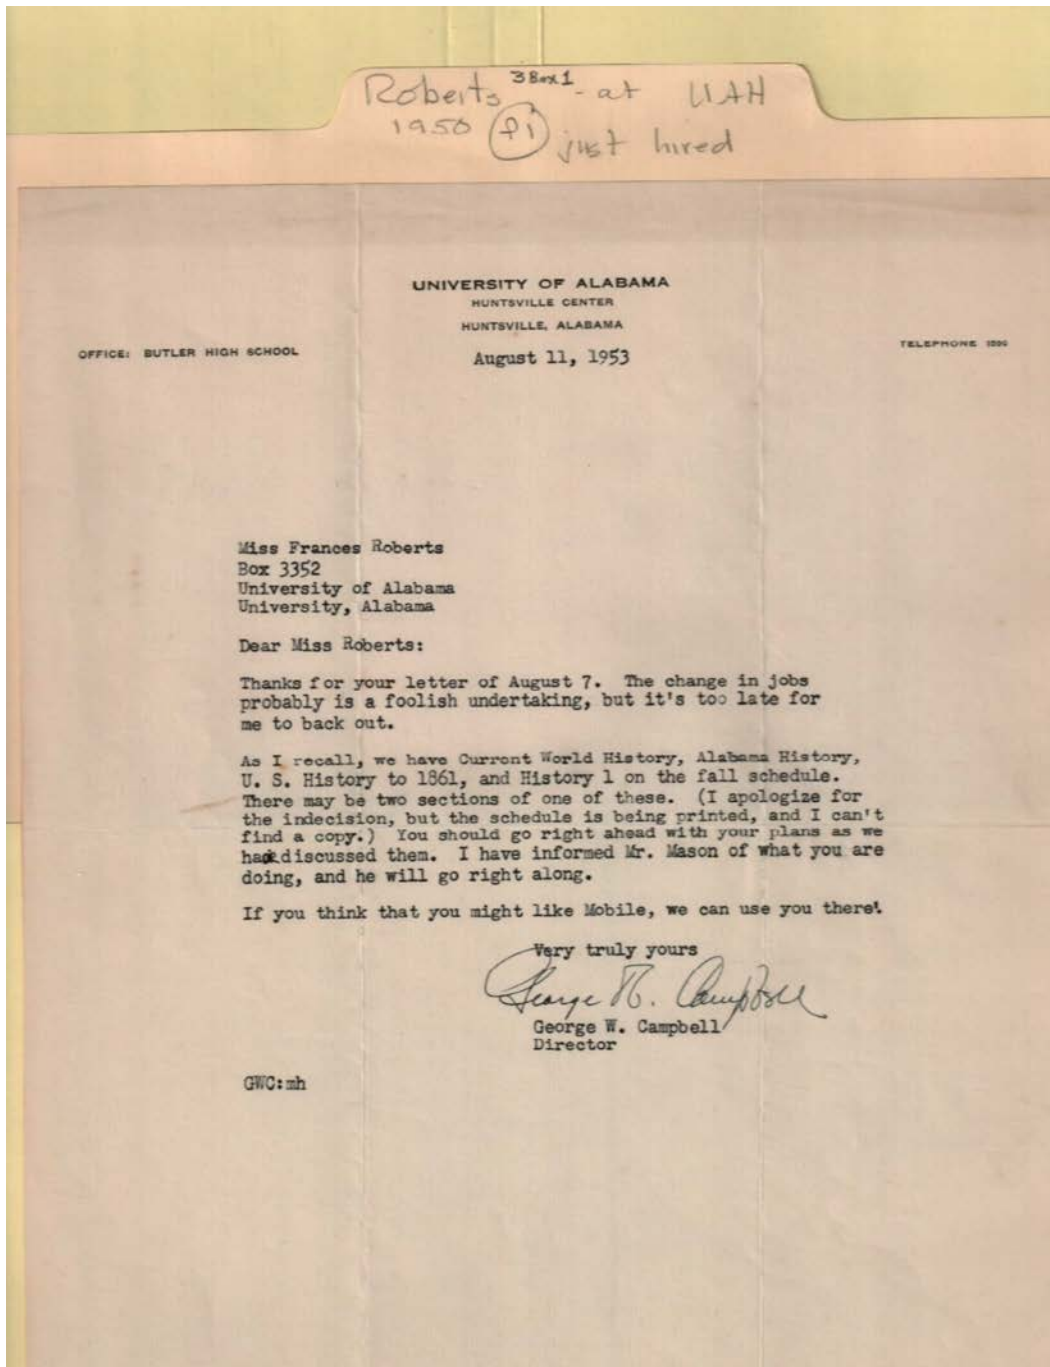 Roberts 3Box1 - at UAH
1950 just hired
UNIVERSITY OF ALABAMA
HUNTSVILLE CENTER
HUNTSVILLE, ALABAMA
OFFICE: BUTLER HIGH SCHOOL
TELEPHONE
August 11, 1953
Miss Frances Roberts
Box 3352
University of Alabama
University, Alabama
Dear Miss Roberts:
Thanks for your letter of August 7. The change in jobs
probably is a foolish undertaking, but it's too late for
me to back out.
As I recall, we have Current World History, Alabama History,
U. S. History to 1861, and History 1 on the fall schedule.
There may be two sections of one of these. (I apologize for
the indecision, but the schedule is being printed, and I can't
find a copy.) You should go right ahead with your plans as we
had discussed them. I have informed Mr. Mason of what you are
doing, and he will go right along.
If you think that you might like Mobile, we can use you there!
Very truly yours
George W. Campbell
George W. Campbell
Director
GWC:mh